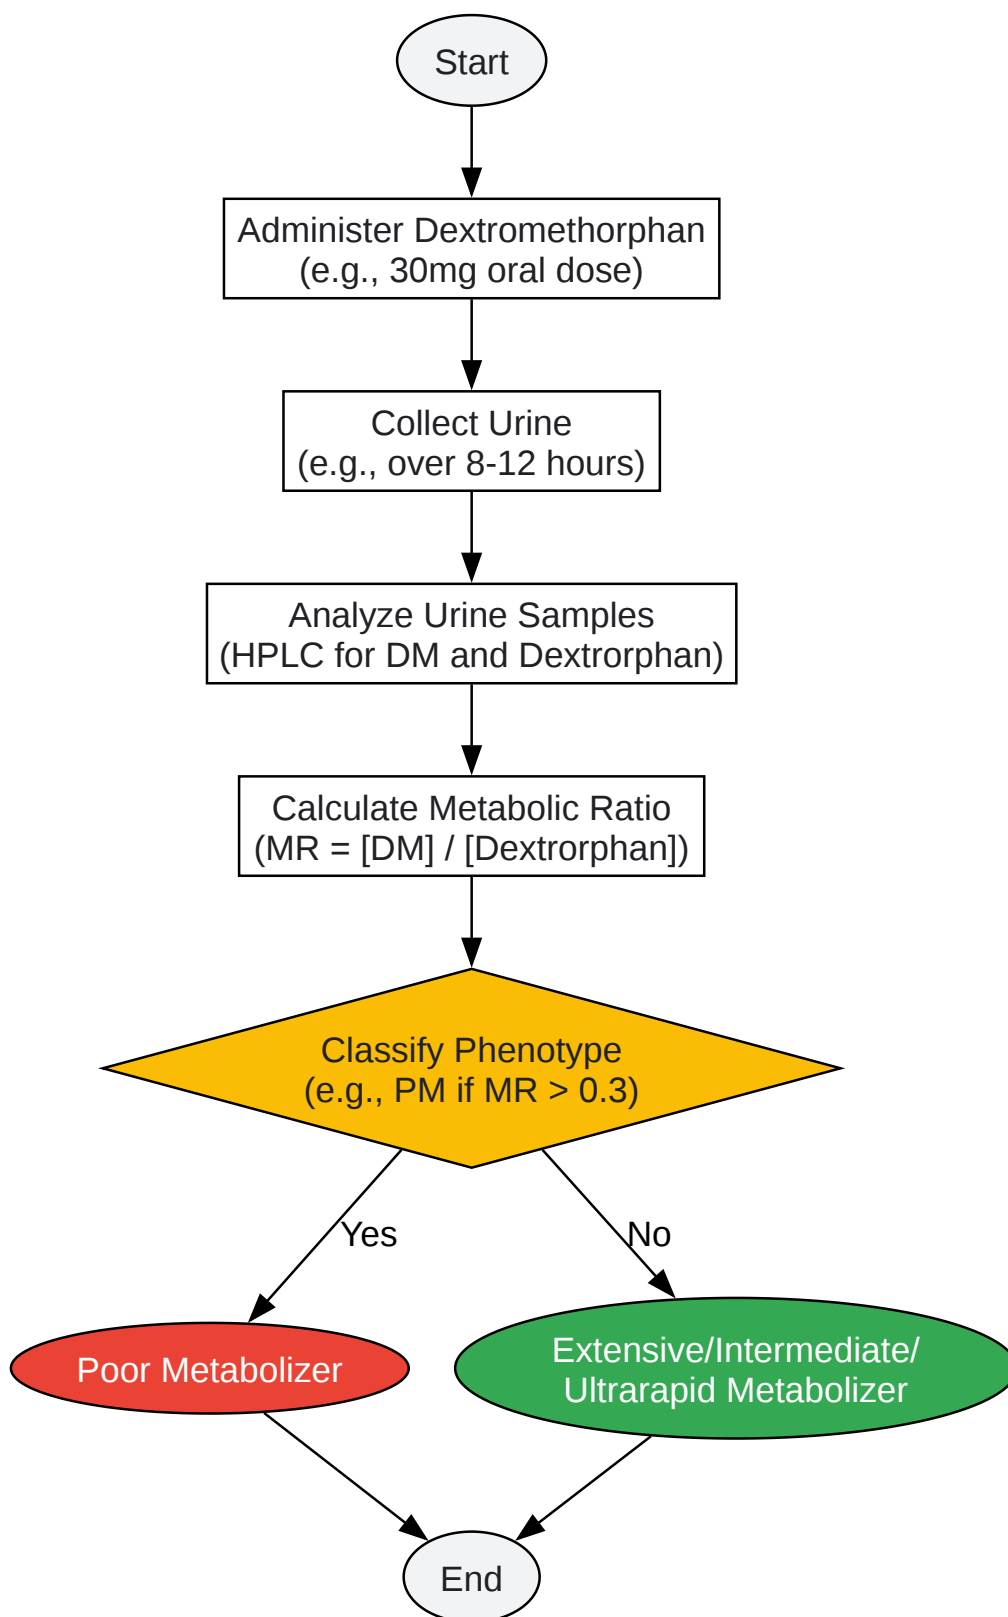 Start
Administer Dextromethorphan
(e.g., 30mg oral dose)
Collect Urine
(e.g., over 8-12 hours)
Analyze Urine Samples
(HPLC for DM and Dextrorphan)
Calculate Metabolic Ratio
(MR = [DM] / [Dextrorphan])
Classify Phenotype
(e.g., PM if MR > 0.3)
Yes
No
Poor Metabolizer
Extensive/Intermediate/
Ultrarapid Metabolizer
End